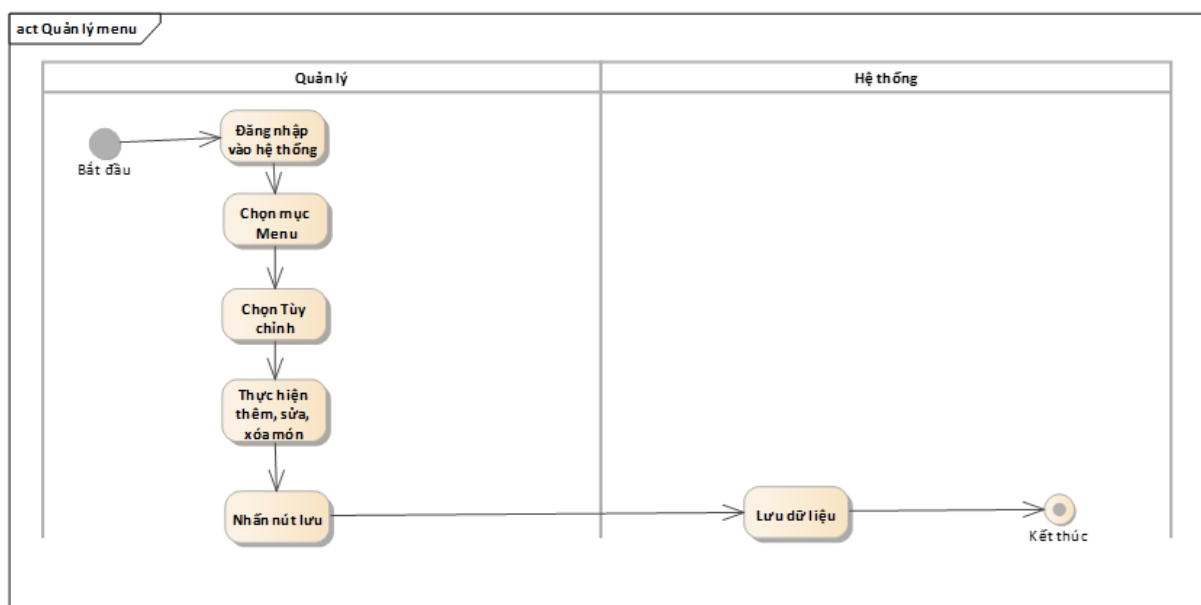 act Quản lý menu
Quản lý
Hệ thống
Bắt đầu
Đăng nhập
vào hệ thống
Chọn mục
Menu
Chọn Tùy
chỉnh
Thực hiện
thêm, sửa,
xóa món
Nhấn nút lưu
Lưu dữ liệu
Kết thúc